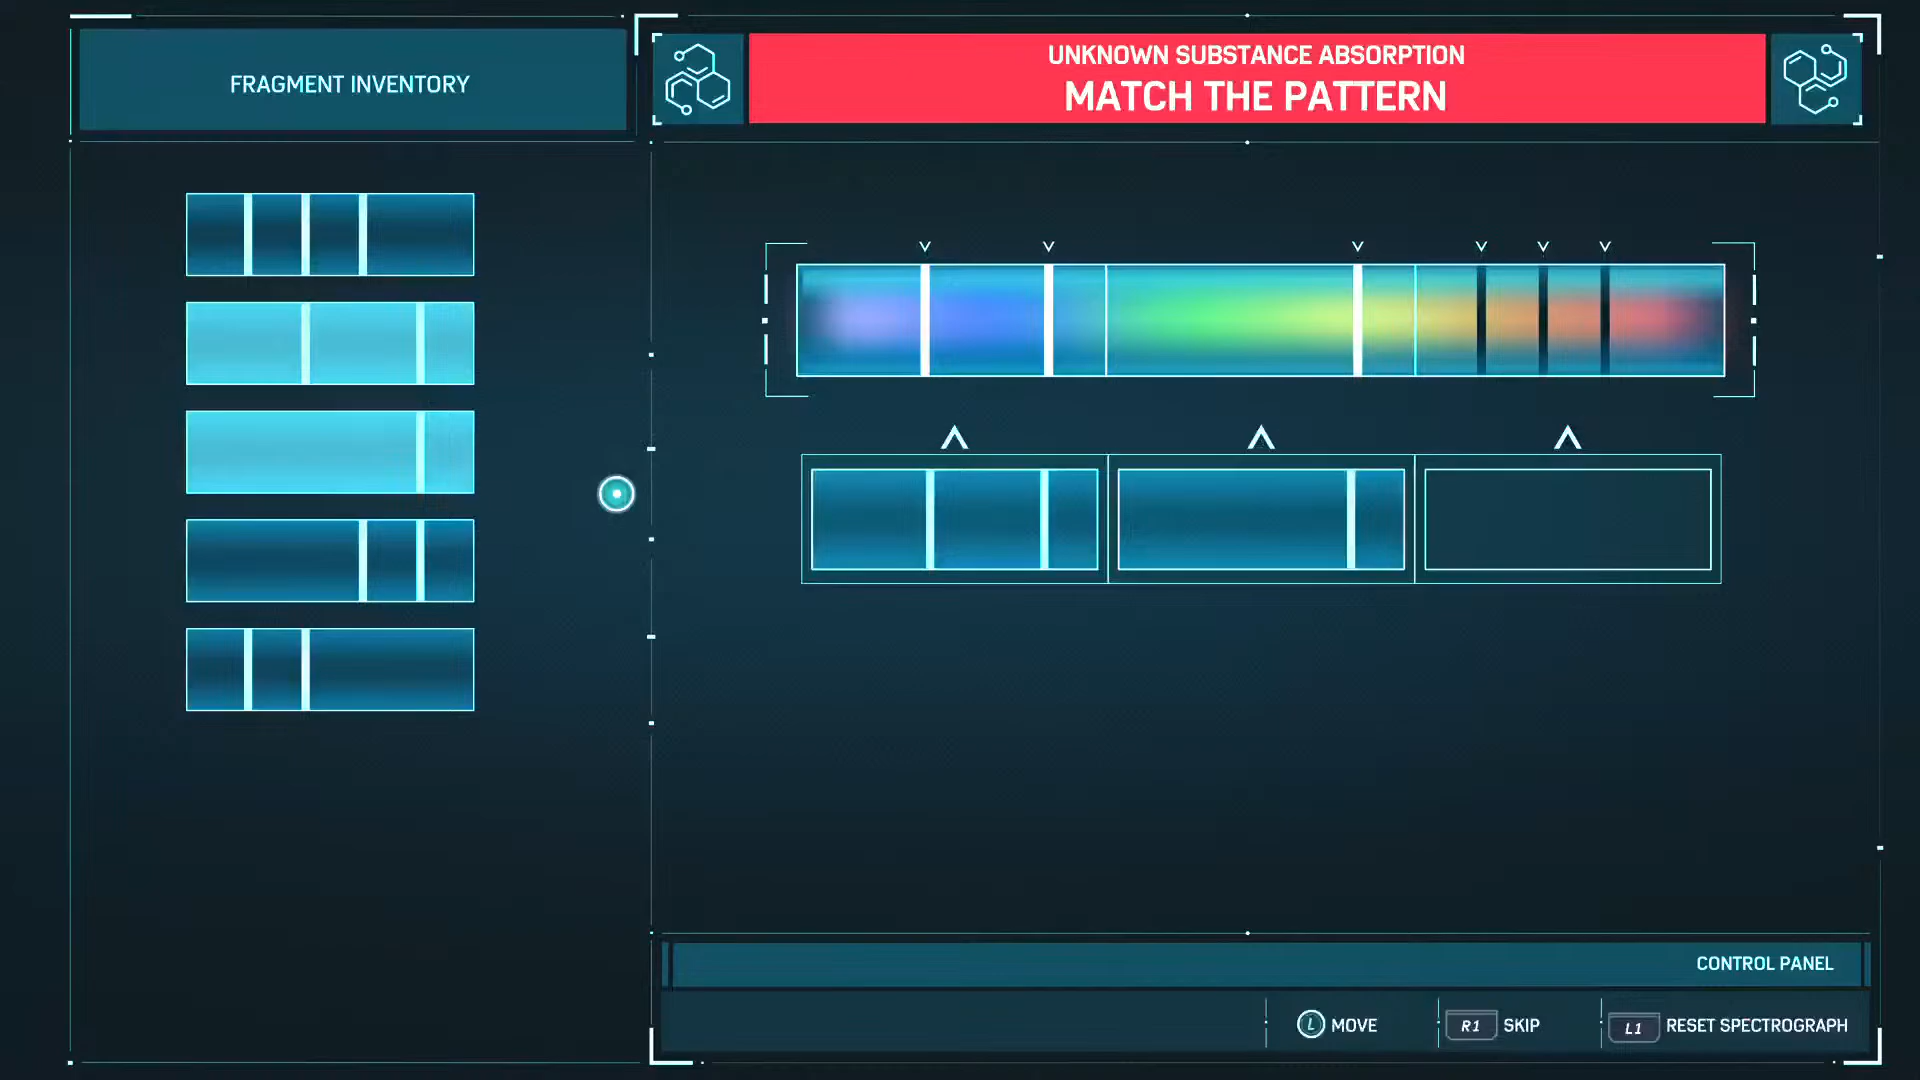 FRAGMENT INVENTORY
UNKNOWN SUBSTANCE ABSORPTION
MATCH THE PATTERN
CONTROL PANEL
L MOVE
R1 SKIP
L1 RESET SPECTROGRAPH